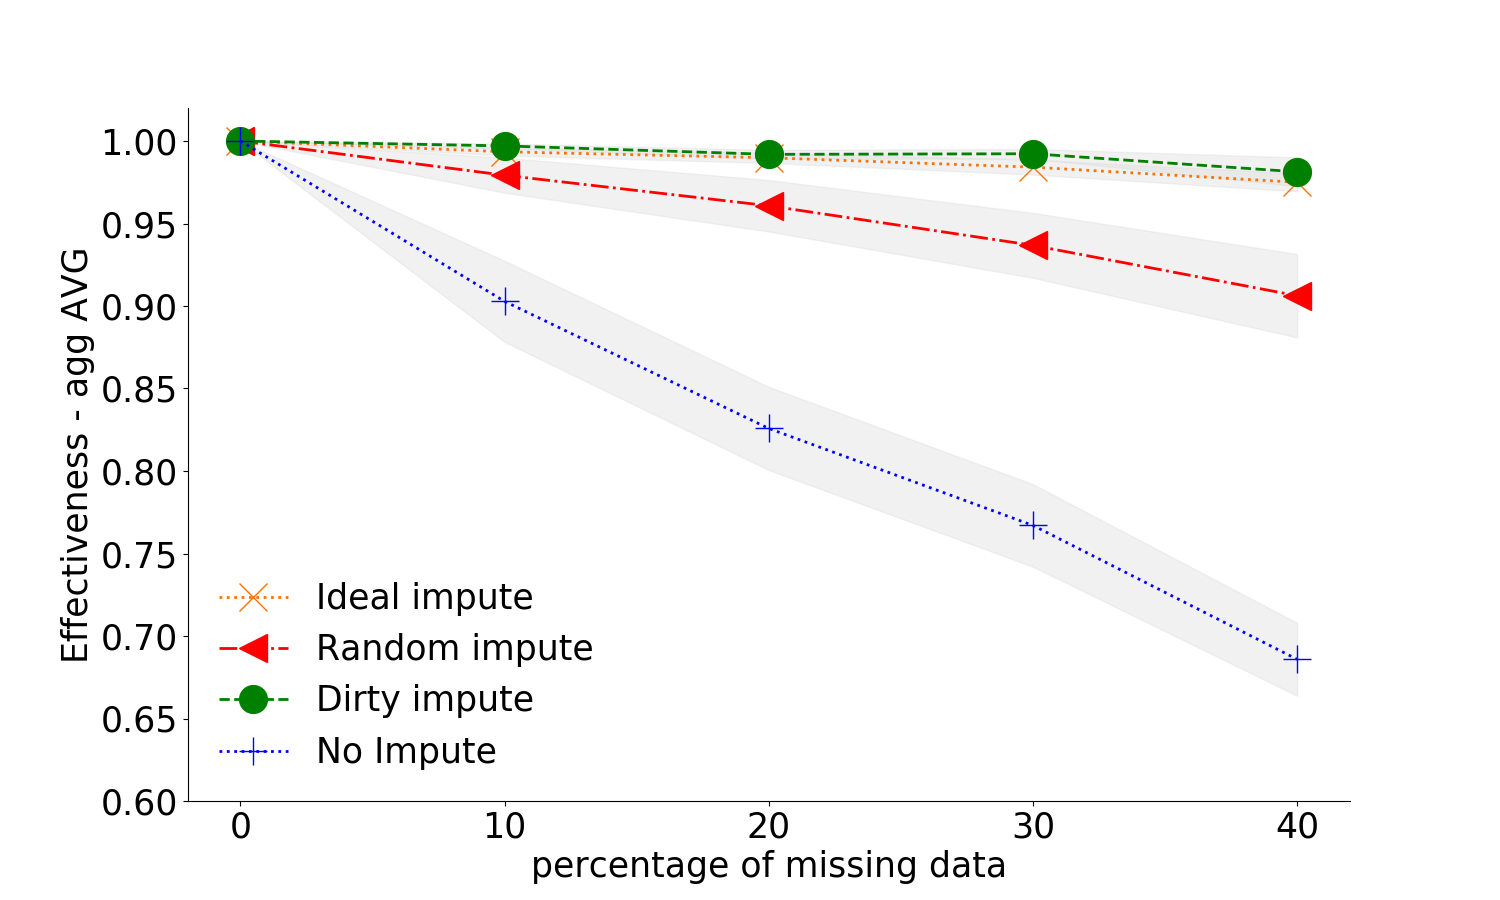 Effectiveness - agg AVG
1.00
0.95
0.90
0.85
0.80
0.75
0.70
0.65
0.60
Ideal impute
Random impute
Dirty impute
No Impute
0 10 20 30 40
percentage of missing data